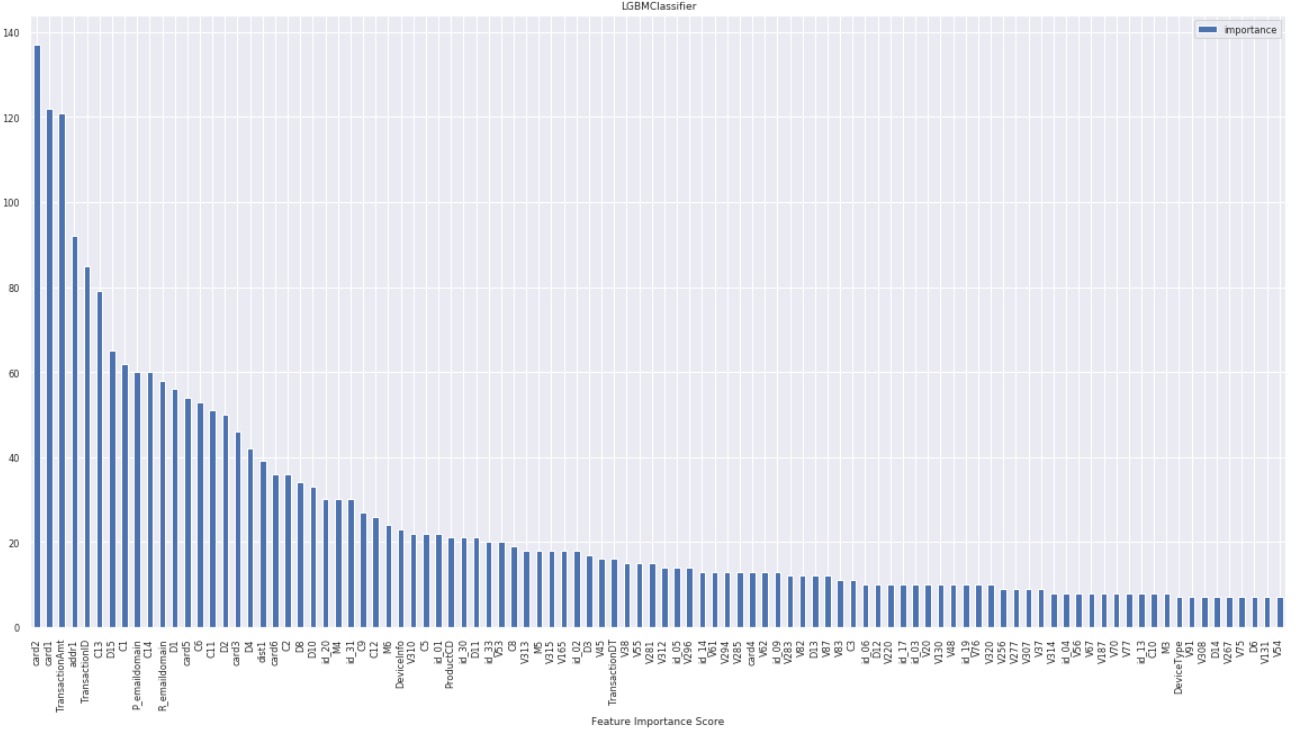 LGBMClassifier
importance
140
120
100
80
60
40
20
0
card2
card1
TransactionAmt
addr1
TransactionID
C13
D15
C1
P_emaildomain
C14
R_emaildomain
D1
card5
C6
C11
D2
card3
D4
dist1
card6
C2
D8
D10
id_20
M4
id_31
C9
C12
M6
DeviceInfo
V310
C5
id_01
ProductCD
id_30
D11
id_33
V53
C8
V313
M5
V315
V165
id_02
D3
V45
TransactionDT
V38
V55
V281
V312
id_05
V296
id_14
V61
V294
V285
card4
V62
id_09
V283
V82
D13
V87
V83
C3
id_06
D12
V220
id_17
id_03
V20
V130
V48
id_19
V76
V320
V256
V277
V307
V37
V314
id_04
V56
V67
V187
V70
V77
id_13
C10
M3
DeviceType
V91
V308
D14
V267
V75
D6
V131
V54
Feature Importance Score